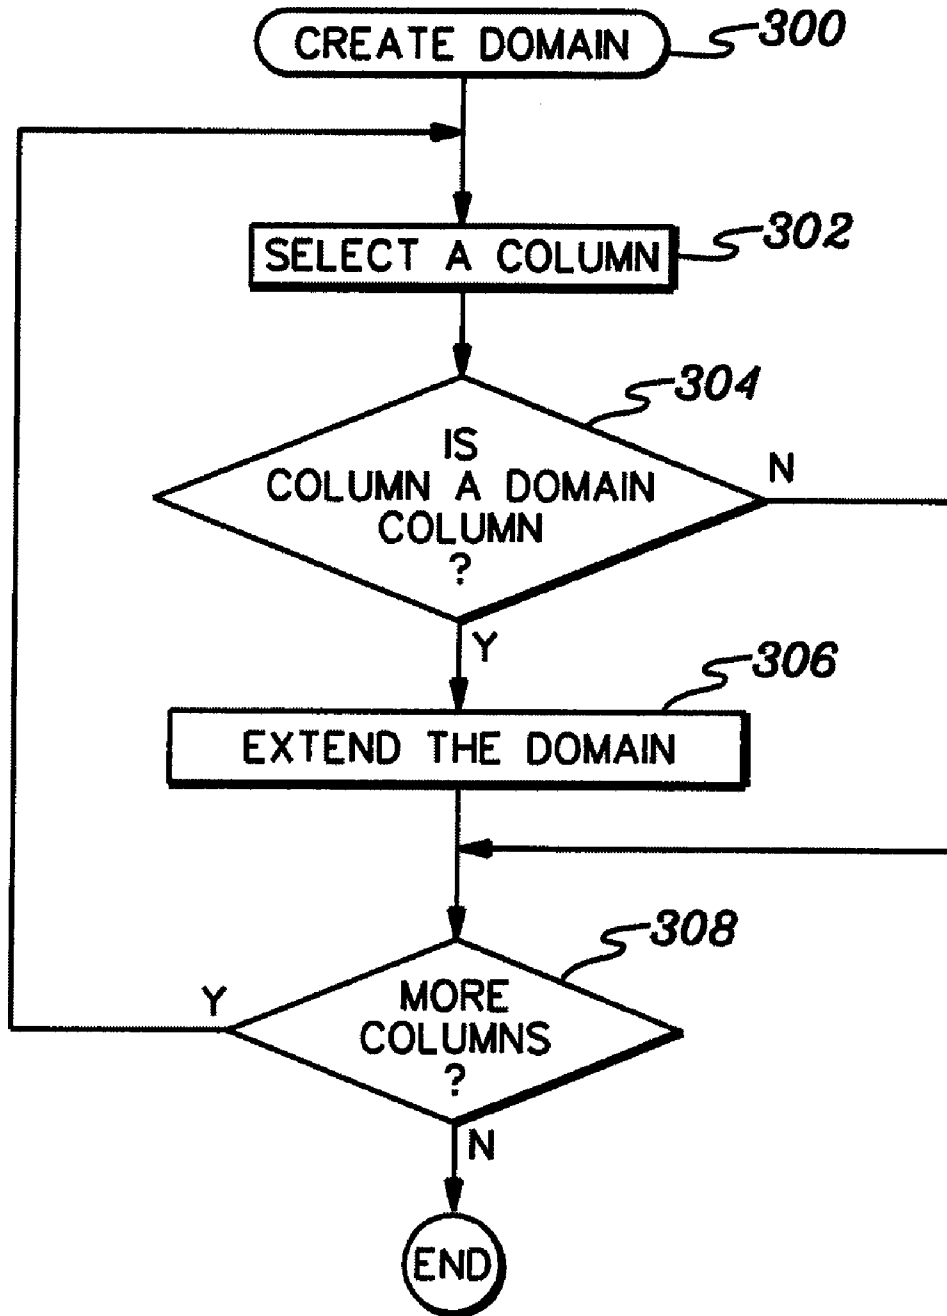 CREATE DOMAIN
300
SELECT A COLUMN
302
304
IS
COLUMN A DOMAIN
COLUMN
?
N
Y
306
EXTEND THE DOMAIN
308
MORE
COLUMNS
?
Y
N
END